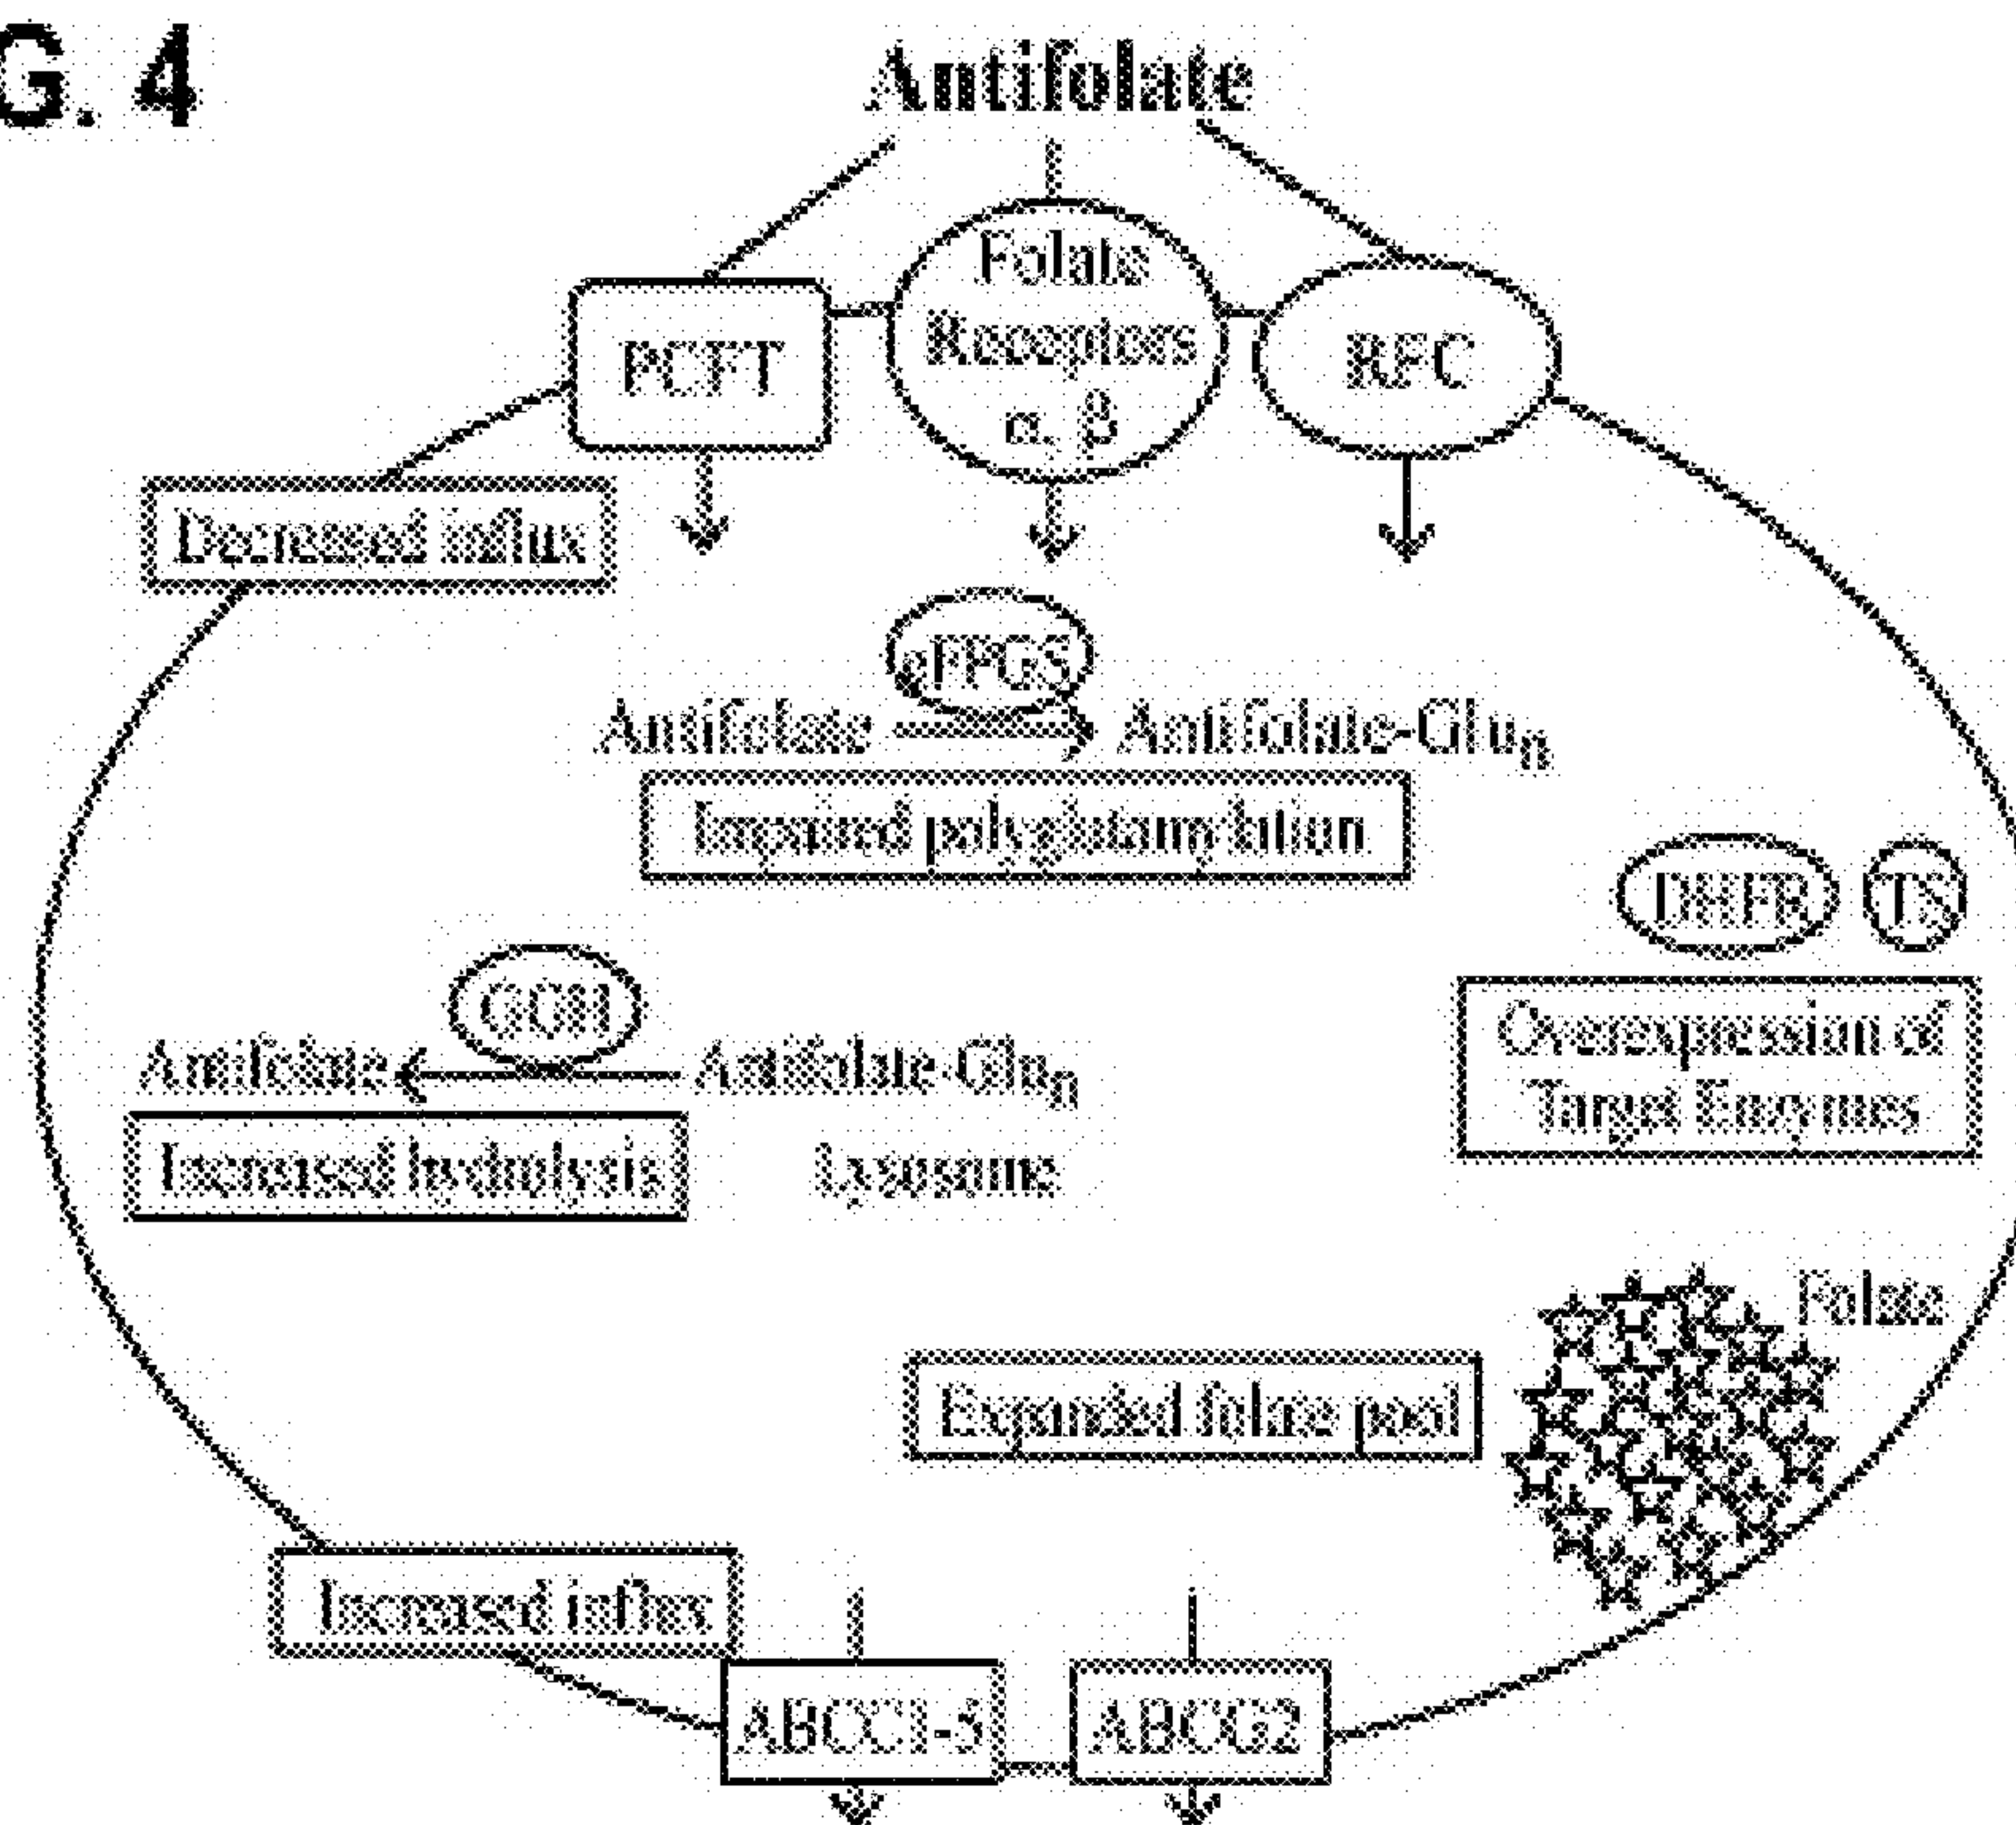 G. 4
Antifolate
Folate
Receptors
α, β
PCFT
RFC
Decreased influx
FPGS
Antifolate
Antifolate-Glun
Impaired polyglutamylation
DHFR
TS
GGH
Antifolate
Antifolate-Glun
Overexpression of
Target Enzymes
Increased hydrolysis
Lysosome
Folate
Expanded folate pool
Increased influx
ABCC1-5
ABCG2